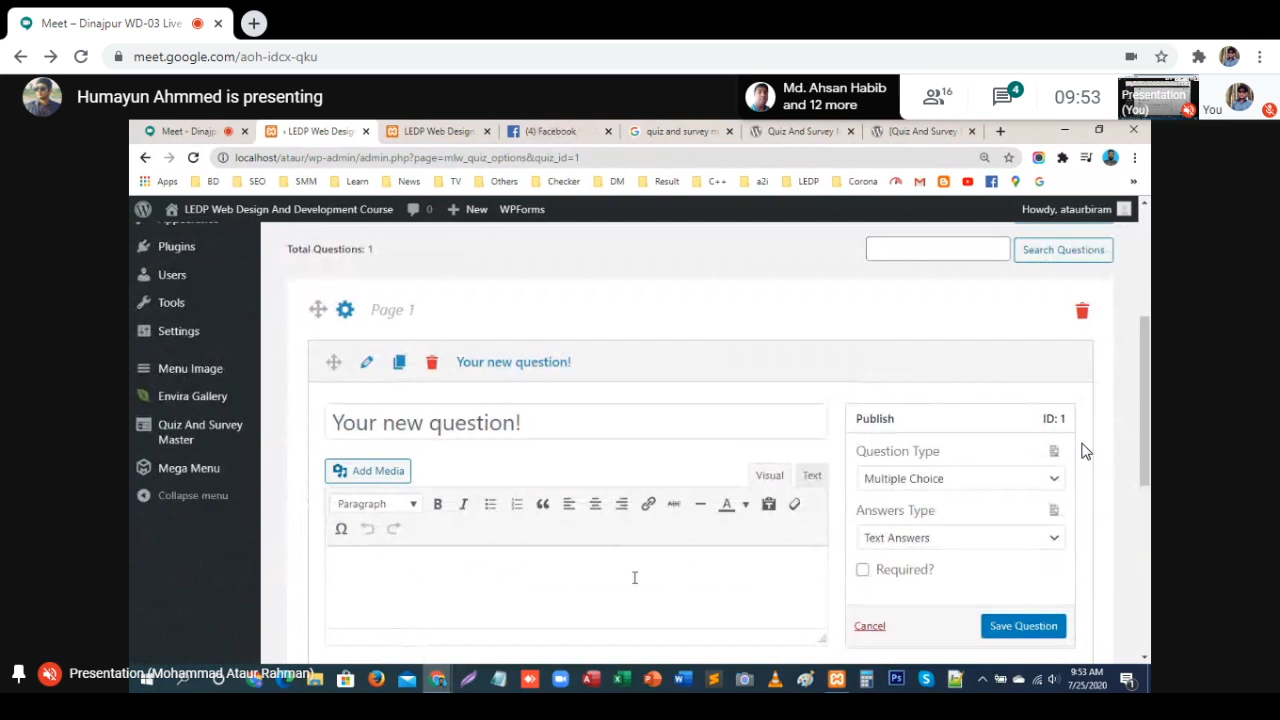 Meet – Dinajpur WD-03 Live
meet.google.com/aoh-idcx-qku
Humayun Ahmmed is presenting
Md. Ahsan Habib
and 12 more
16
4
09:53
Presentation
(You)
You
Meet - Dinaj
‹ LEDP Web Desig
LEDP Web Design
(4) Facebook
quiz and survey m
Quiz And Survey
(Quiz And Survey
localhost/ataur/wp-admin/admin.php?page=mlw_quiz_options&quiz_id=1
Apps BD SEO SMM Learn News TV Others Checker DM Result C++ a2i LEDP Corona
LEDP Web Design And Development Course 0 New WPForms Howdy, ataurbiram
Plugins
Users
Tools
Settings
Menu Image
Envira Gallery
Quiz And Survey
Master
Mega Menu
Collapse menu
Total Questions: 1
Search Questions
Page 1
Your new question!
Your new question!
Add Media
Visual Text
Paragraph
Publish ID: 1
Question Type
Multiple Choice
Answers Type
Text Answers
Required?
Cancel Save Question
Presentation (Mohammad Ataur Rahman)
9:53 AM
7/25/2020